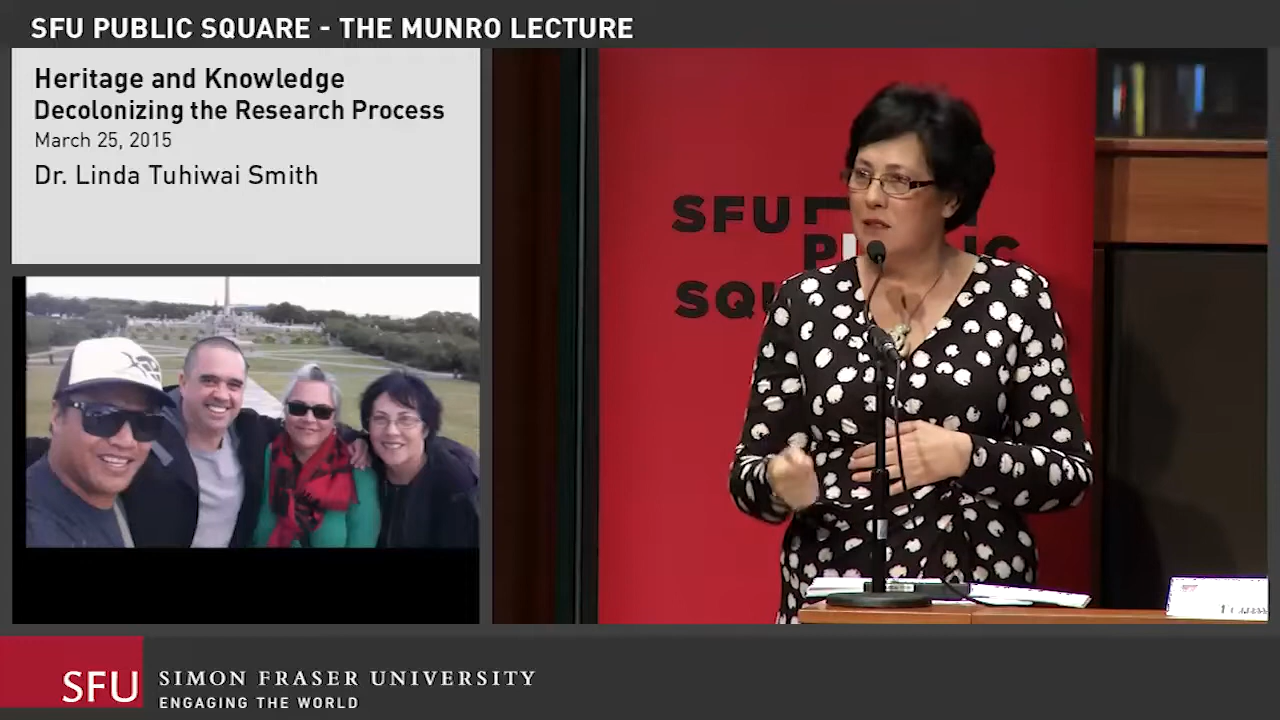 SFU PUBLIC SQUARE - THE MUNRO LECTURE
Heritage and Knowledge
Decolonizing the Research Process
March 25, 2015
Dr. Linda Tuhiwai Smith
SFU
SFU
SIMON FRASER UNIVERSITY
ENGAGING THE WORLD